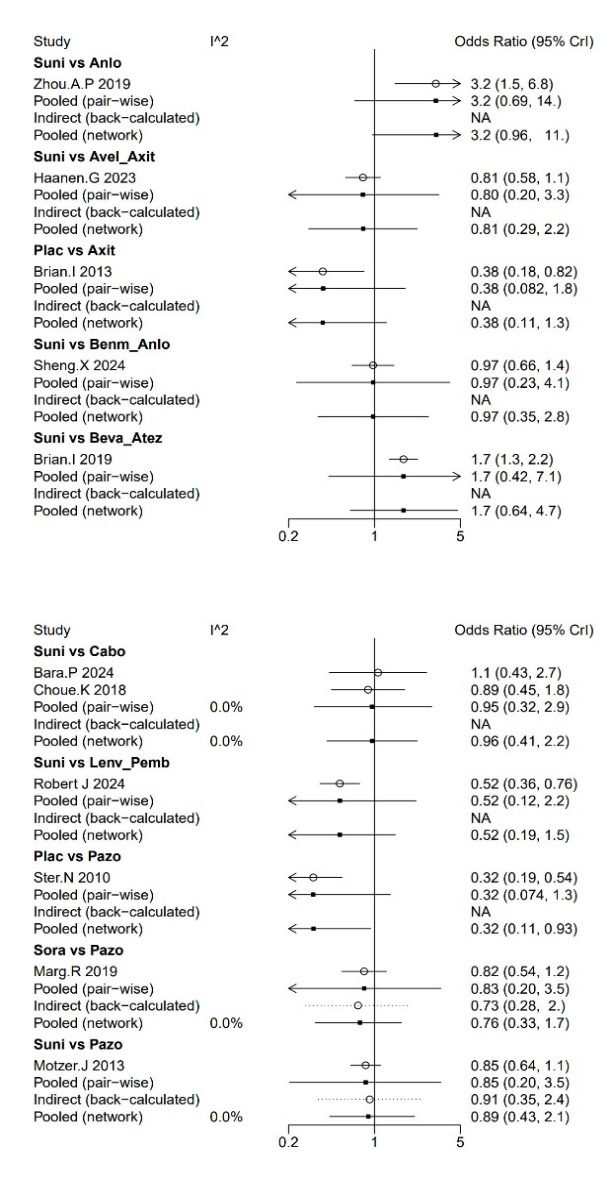 Study I^2 Odds Ratio (95% CrI)
Suni vs Anlo
Zhou.A.P 2019 3.2 (1.5, 6.8)
Pooled (pair−wise) 3.2 (0.69, 14.)
Indirect (back−calculated) NA
Pooled (network) 3.2 (0.96, 11.)
Suni vs Avel_Axit
Haanen.G 2023 0.81 (0.58, 1.1)
Pooled (pair−wise) 0.80 (0.20, 3.3)
Indirect (back−calculated) NA
Pooled (network) 0.81 (0.29, 2.2)
Plac vs Axit
Brian.I 2013 0.38 (0.18, 0.82)
Pooled (pair−wise) 0.38 (0.082, 1.8)
Indirect (back−calculated) NA
Pooled (network) 0.38 (0.11, 1.3)
Suni vs Benm_Anlo
Sheng.X 2024 0.97 (0.66, 1.4)
Pooled (pair−wise) 0.97 (0.23, 4.1)
Indirect (back−calculated) NA
Pooled (network) 0.97 (0.35, 2.8)
Suni vs Beva_Atez
Brian.I 2019 1.7 (1.3, 2.2)
Pooled (pair−wise) 1.7 (0.42, 7.1)
Indirect (back−calculated) NA
Pooled (network) 1.7 (0.64, 4.7)
0.2 1 5
Study I^2 Odds Ratio (95% CrI)
Suni vs Cabo
Bara.P 2024 1.1 (0.43, 2.7)
Choue.K 2018 0.89 (0.45, 1.8)
Pooled (pair−wise) 0.0% 0.95 (0.32, 2.9)
Indirect (back−calculated) NA
Pooled (network) 0.0% 0.96 (0.41, 2.2)
Suni vs Lenv_Pemb
Robert J 2024 0.52 (0.36, 0.76)
Pooled (pair−wise) 0.52 (0.12, 2.2)
Indirect (back−calculated) NA
Pooled (network) 0.52 (0.19, 1.5)
Plac vs Pazo
Ster.N 2010 0.32 (0.19, 0.54)
Pooled (pair−wise) 0.32 (0.074, 1.3)
Indirect (back−calculated) NA
Pooled (network) 0.32 (0.11, 0.93)
Sora vs Pazo
Marg.R 2019 0.82 (0.54, 1.2)
Pooled (pair−wise) 0.83 (0.20, 3.5)
Indirect (back−calculated) 0.73 (0.28, 2.)
Pooled (network) 0.0% 0.76 (0.33, 1.7)
Suni vs Pazo
Motzer.J 2013 0.85 (0.64, 1.1)
Pooled (pair−wise) 0.85 (0.20, 3.5)
Indirect (back−calculated) 0.91 (0.35, 2.4)
Pooled (network) 0.0% 0.89 (0.43, 2.1)
0.2 1 5